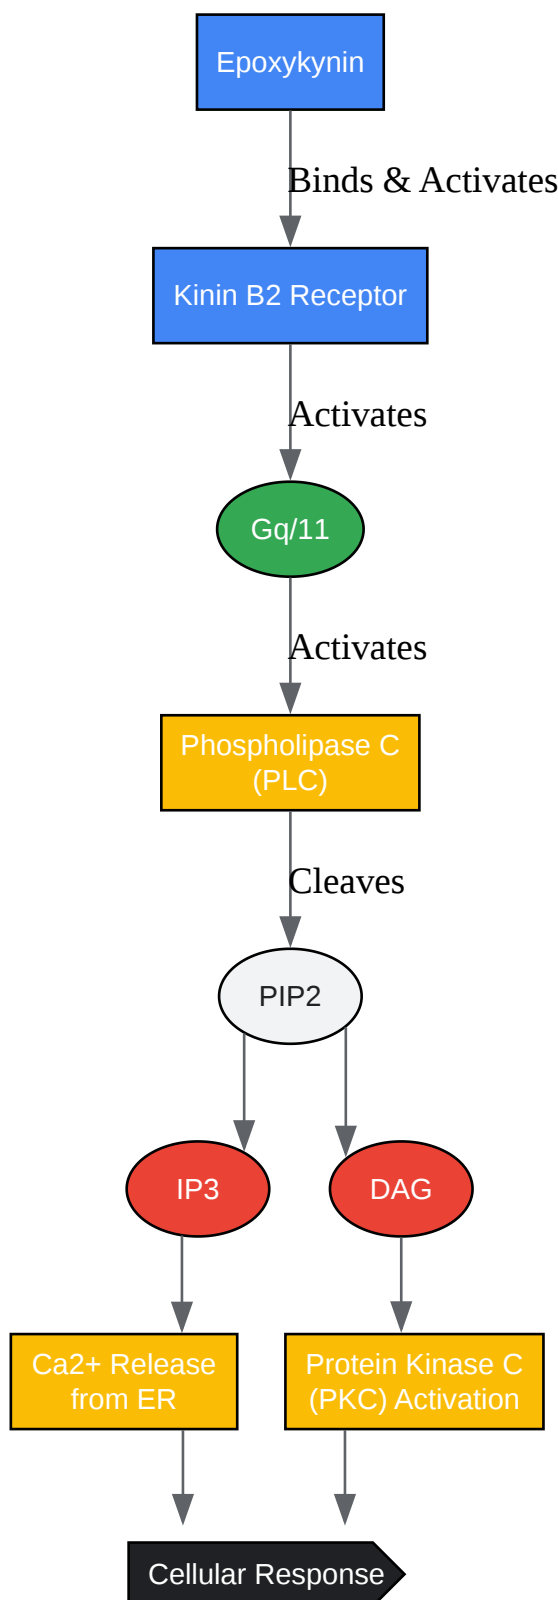 Epoxykynin
Binds & Activates
Kinin B2 Receptor
Activates
Gq/11
Activates
Phospholipase C
(PLC)
Cleaves
PIP2
IP3
DAG
Ca2+ Release
from ER
Protein Kinase C
(PKC) Activation
Cellular Response